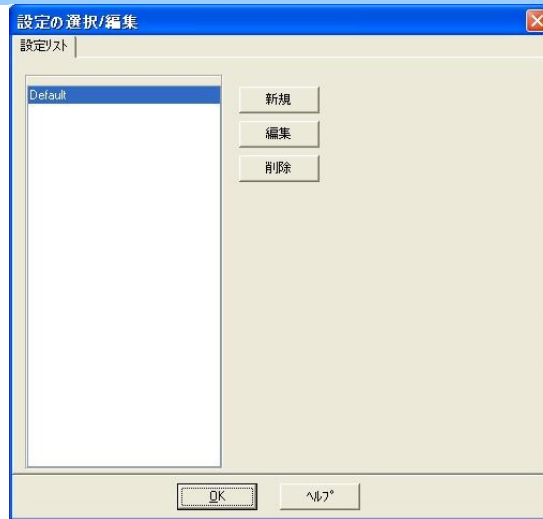 設定の選択/編集
設定ﾘｽﾄ
Default
新規
編集
削除
OK
ﾍﾙﾌﾟ